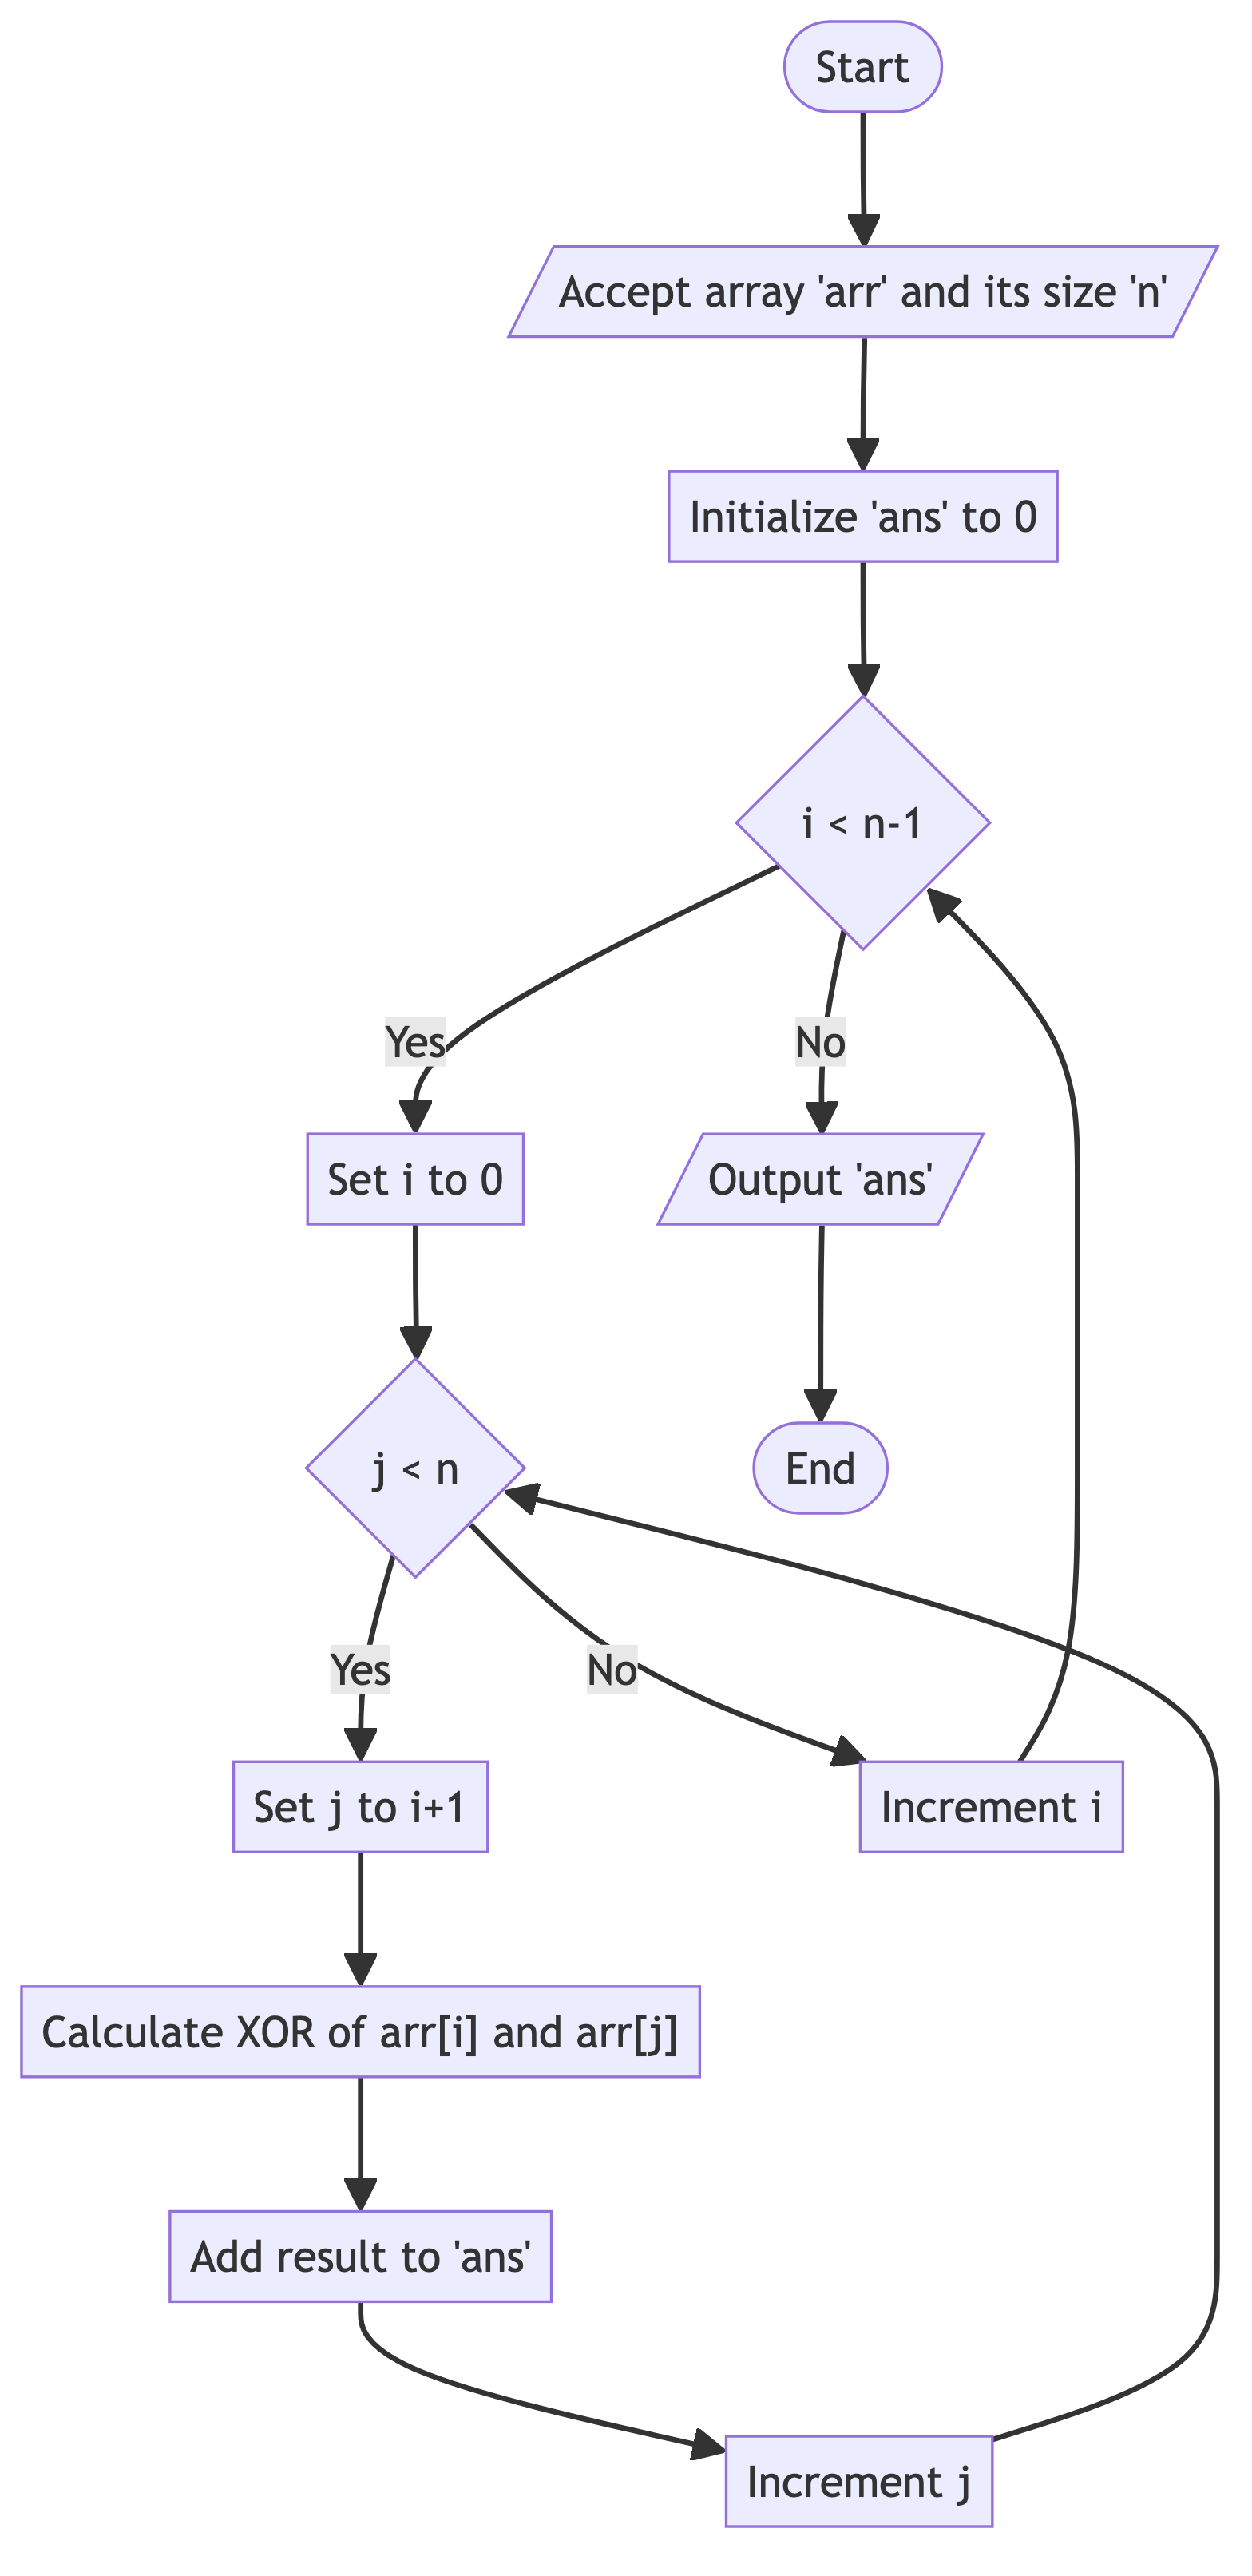 Start
Accept array 'arr' and its size 'n'
Initialize 'ans' to 0
i < n-1
Yes
No
Set i to 0
Output 'ans'
j < n
End
Yes
No
Set j to i+1
Increment i
Calculate XOR of arr[i] and arr[j]
Add result to 'ans'
Increment j